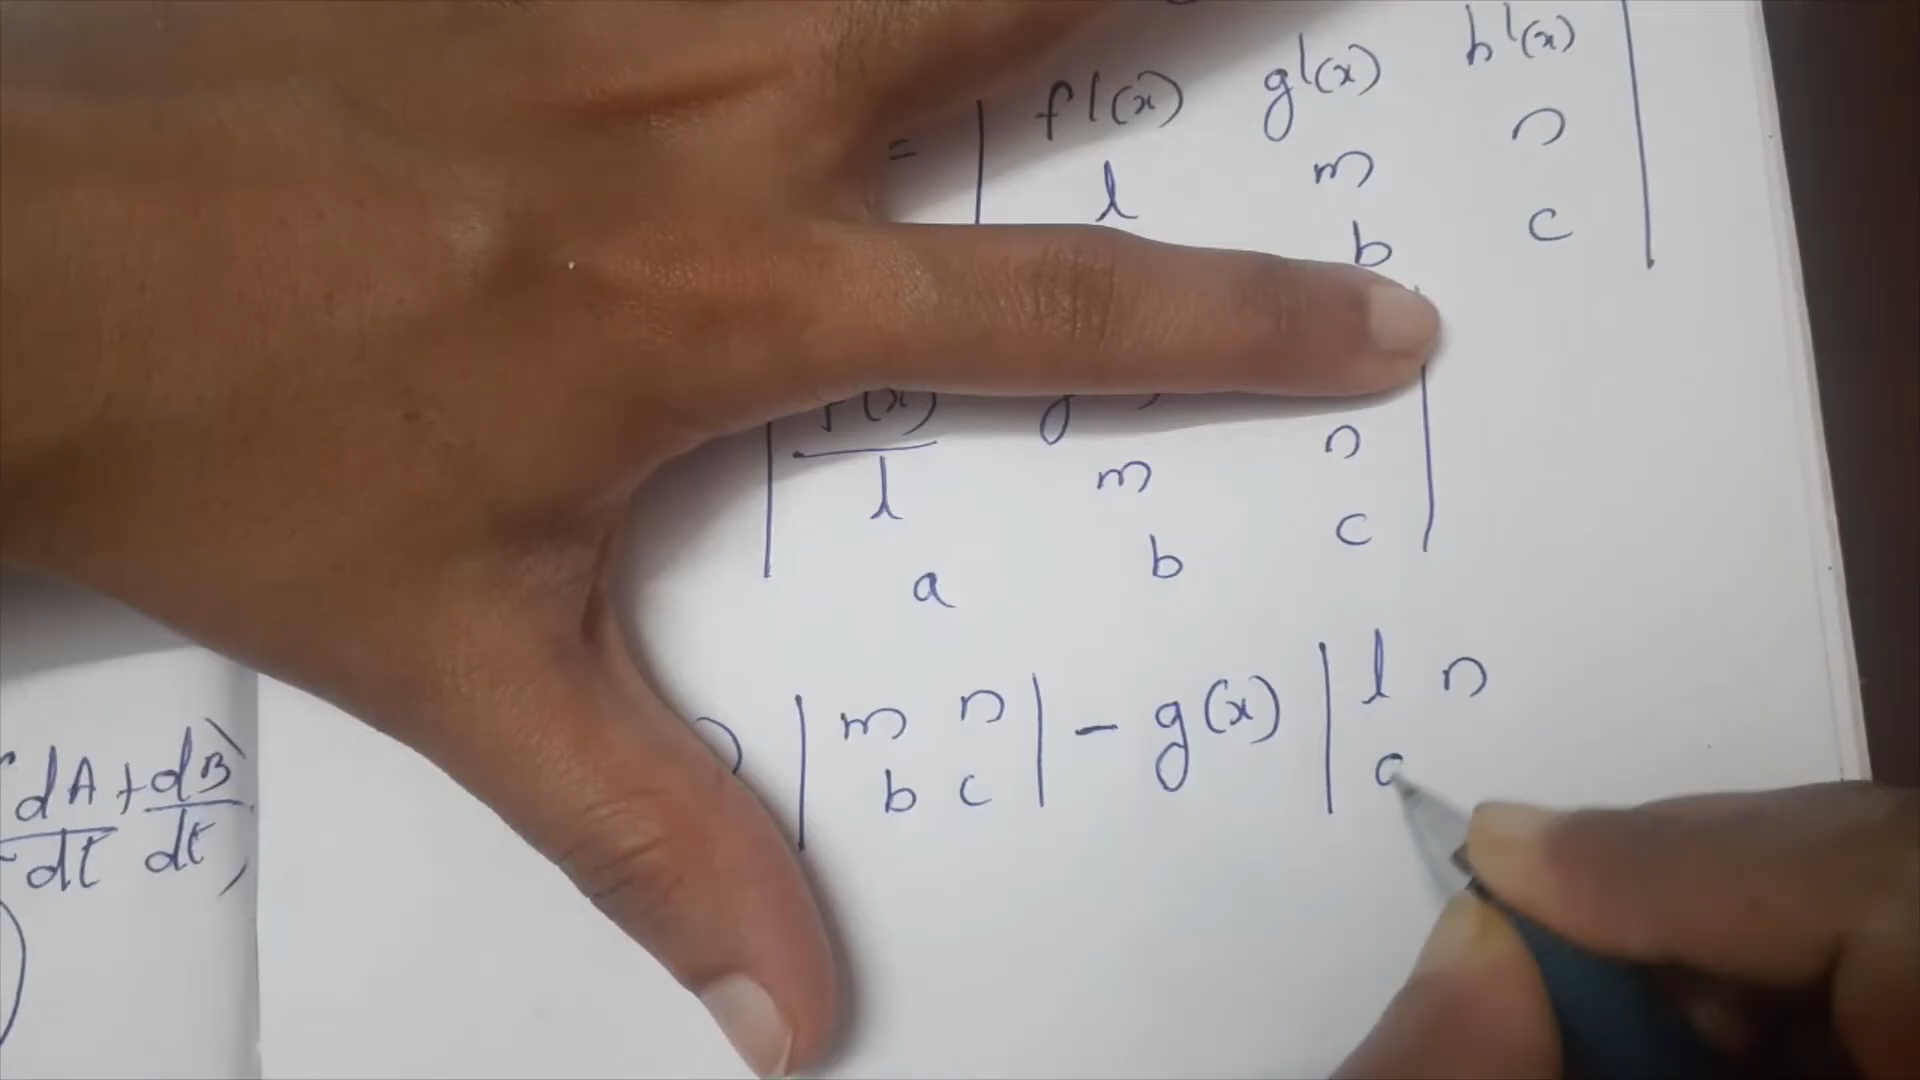 = | f'(x) g'(x) h'(x) |
l m n
b c
(x) g
| l m n |
a b c
) | m n | - g(x) | l n
b c a
dA + dB
dt dt ,